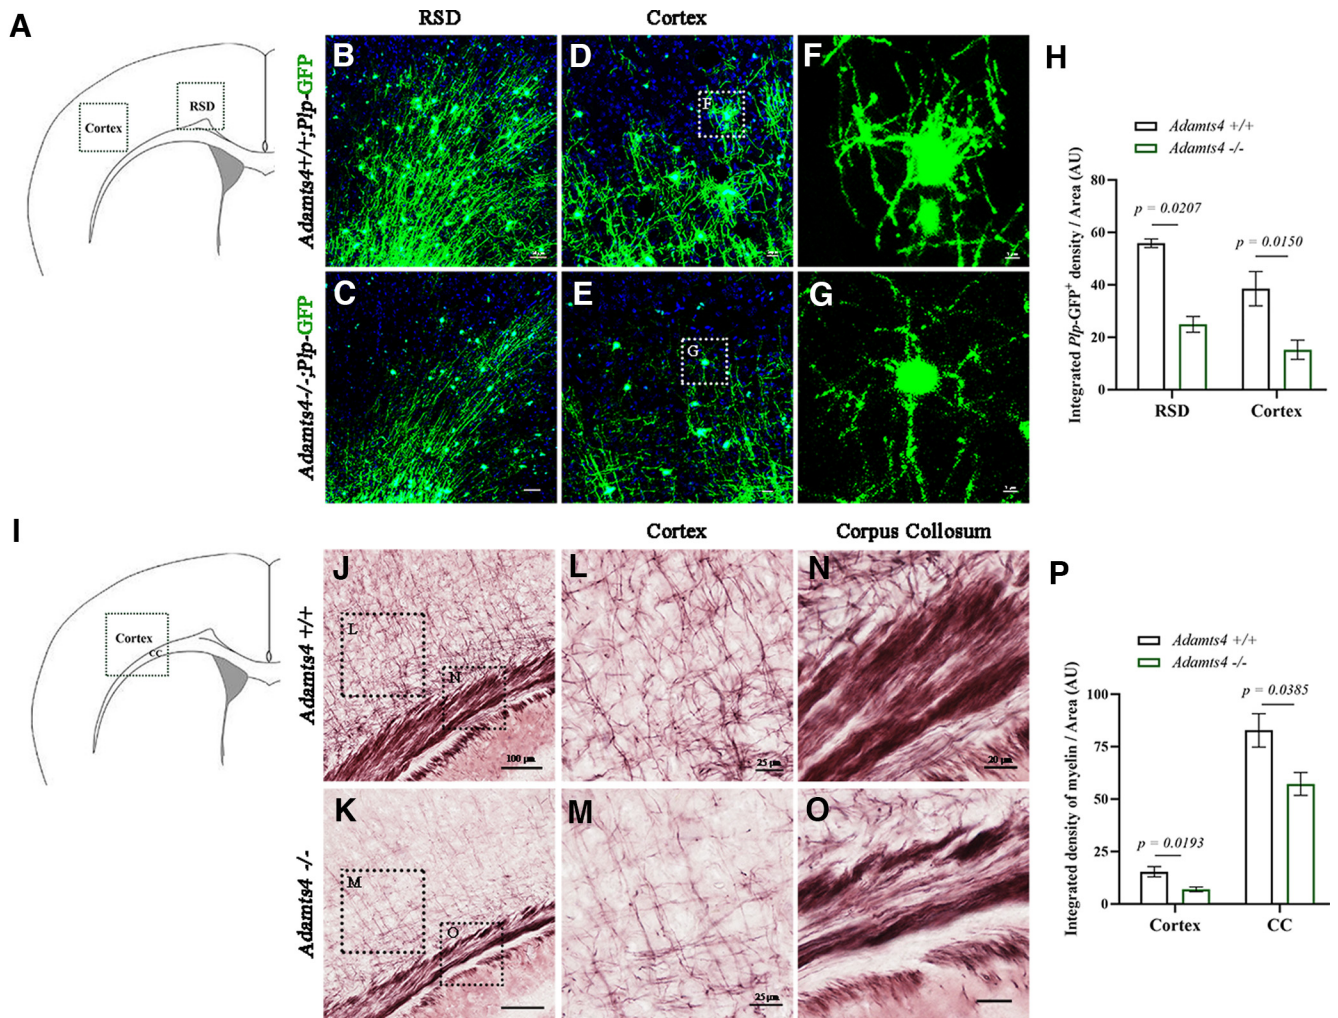 RSD Cortex
A
Cortex
RSD
Adamts4+/+;Plp-GFP
B
D
F
F
Adamts4-/-;Plp-GFP
C
E
G
G
5 µm
H
Adamts4 +/+
Adamts4 -/-
Integrated Plp-GFP+ density / Area (AU)
80
60
40
20
0
p = 0.0207
p = 0.0150
RSD Cortex
I
Cortex
CC
Cortex Corpus Collosum
Adamts4 +/+
J
L
N
100 µm
L
25 µm
N
20 µm
Adamts4 -/-
K
M
O
M
25 µm
O
P
Adamts4 +/+
Adamts4 -/-
Integrated density of myelin / Area (AU)
100
75
50
25
0
p = 0.0193
p = 0.0385
Cortex CC